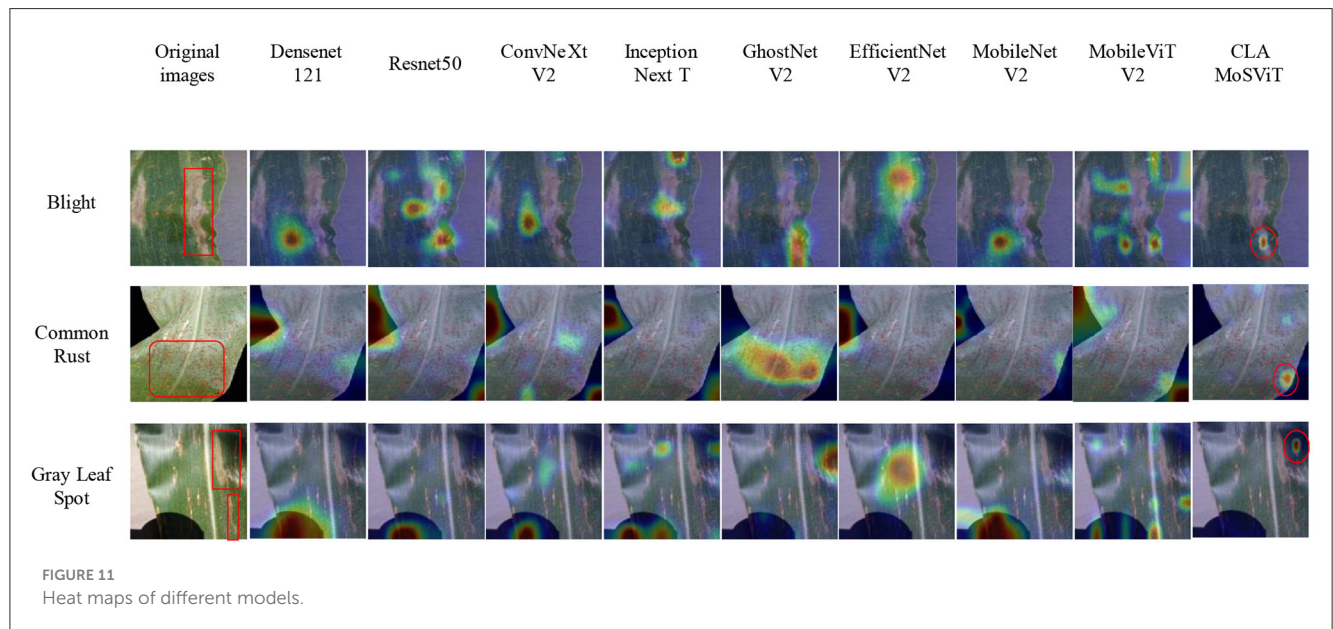 Original
images
Densenet
121
Resnet50
ConvNeXt
V2
Inception
Next T
GhostNet
V2
EfficientNet
V2
MobileNet
V2
MobileViT
V2
CLA
MoSViT
Blight
Common
Rust
Gray Leaf
Spot
FIGURE 11
Heat maps of different models.